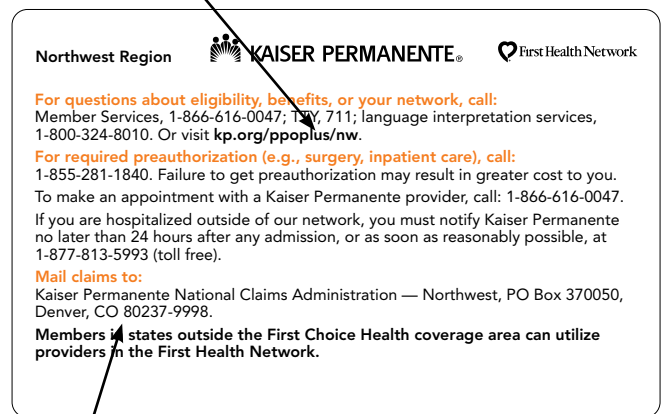 Northwest Region KAISER PERMANENTE® First Health Network
For questions about eligibility, benefits, or your network, call:
Member Services, 1-866-616-0047; TTY, 711; language interpretation services,
1-800-324-8010. Or visit kp.org/ppoplus/nw.
For required preauthorization (e.g., surgery, inpatient care), call:
1-855-281-1840. Failure to get preauthorization may result in greater cost to you.
To make an appointment with a Kaiser Permanente provider, call: 1-866-616-0047.
If you are hospitalized outside of our network, you must notify Kaiser Permanente
no later than 24 hours after any admission, or as soon as reasonably possible, at
1-877-813-5993 (toll free).
Mail claims to:
Kaiser Permanente National Claims Administration — Northwest, PO Box 370050,
Denver, CO 80237-9998.
Members in states outside the First Choice Health coverage area can utilize
providers in the First Health Network.